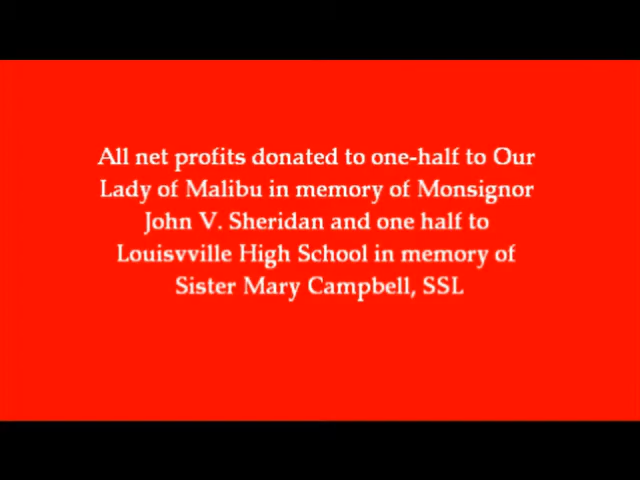 All net profits donated to one-half to Our
Lady of Malibu in memory of Monsignor
John V. Sheridan and one half to
Louisvville High School in memory of
Sister Mary Campbell, SSL